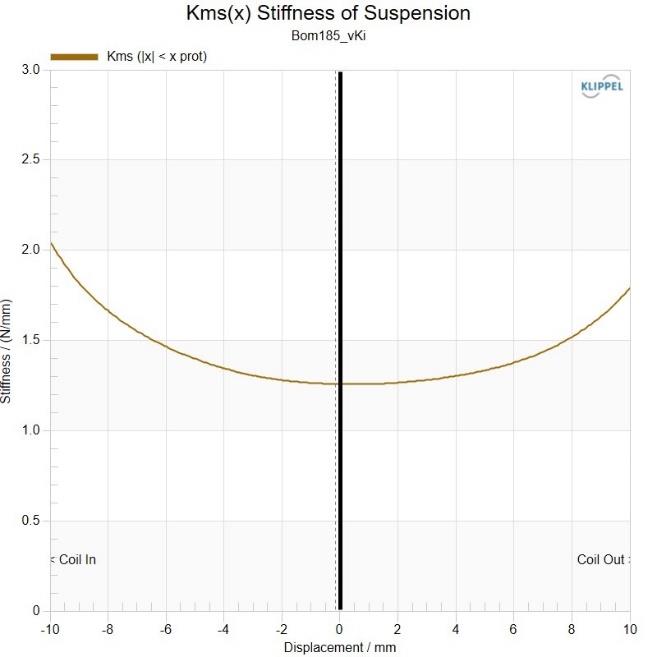 Kms(x) Stiffness of Suspension
Bom185_vKi
Kms (|x| < x prot)
KLIPPEL
3.0
2.5
2.0
1.5
1.0
0.5
0
Stiffness / (N/mm)
< Coil In
Coil Out :
-10 -8 -6 -4 -2 0 2 4 6 8 10
Displacement / mm